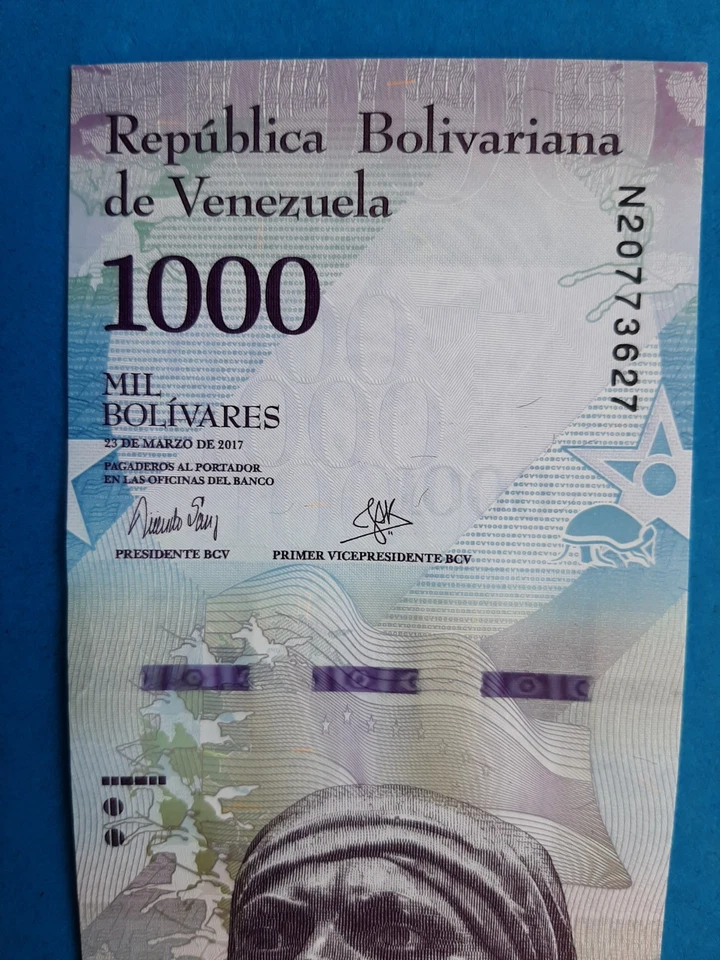 República Bolivariana
de Venezuela
1000
MIL
BOLÍVARES
23 DE MARZO DE 2017
PAGADEROS AL PORTADOR
EN LAS OFICINAS DEL BANCO
PRESIDENTE BCV
PRIMER VICEPRESIDENTE BCV
N20773627